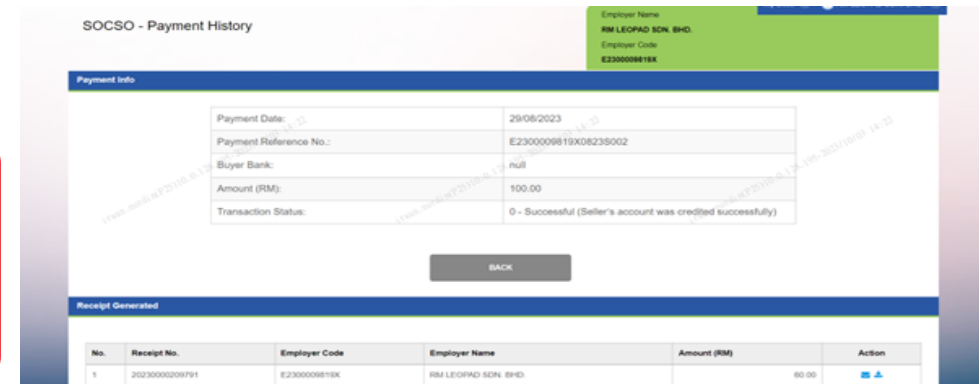 SOCSO - Payment History
Employer Name
RM LEOPAD SDN. BHD.
Employer Code
E2300009819X
Payment Info
Payment Date: 29/08/2023
Payment Reference No.: E2300009819X0823S002
Buyer Bank: null
Amount (RM): 100.00
Transaction Status: 0 - Successful (Seller's account was credited successfully)
BACK
Receipt Generated
No. Receipt No. Employer Code Employer Name Amount (RM) Action
1 20230000209791 E2300009819X RM LEOPAD SDN. BHD. 60.00